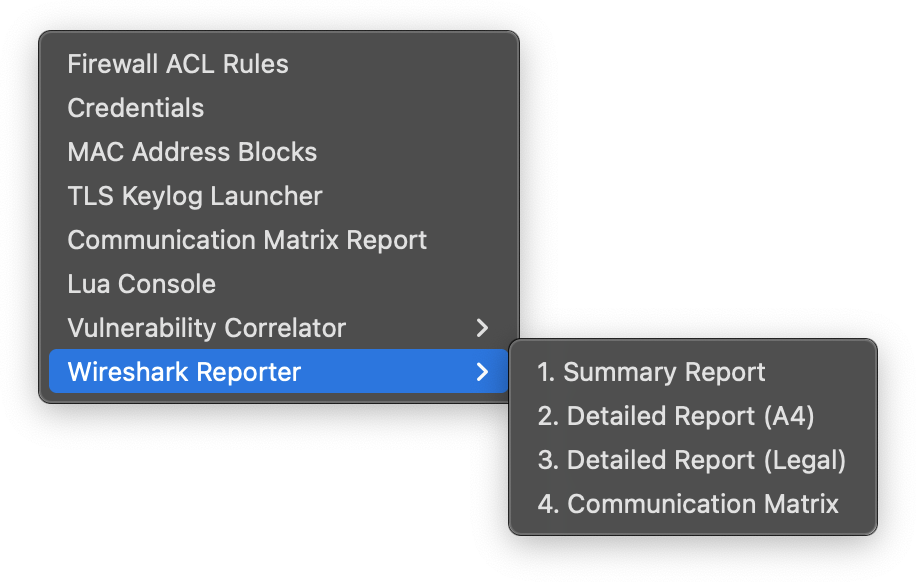 Firewall ACL Rules
Credentials
MAC Address Blocks
TLS Keylog Launcher
Communication Matrix Report
Lua Console
Vulnerability Correlator
Wireshark Reporter
1. Summary Report
2. Detailed Report (A4)
3. Detailed Report (Legal)
4. Communication Matrix